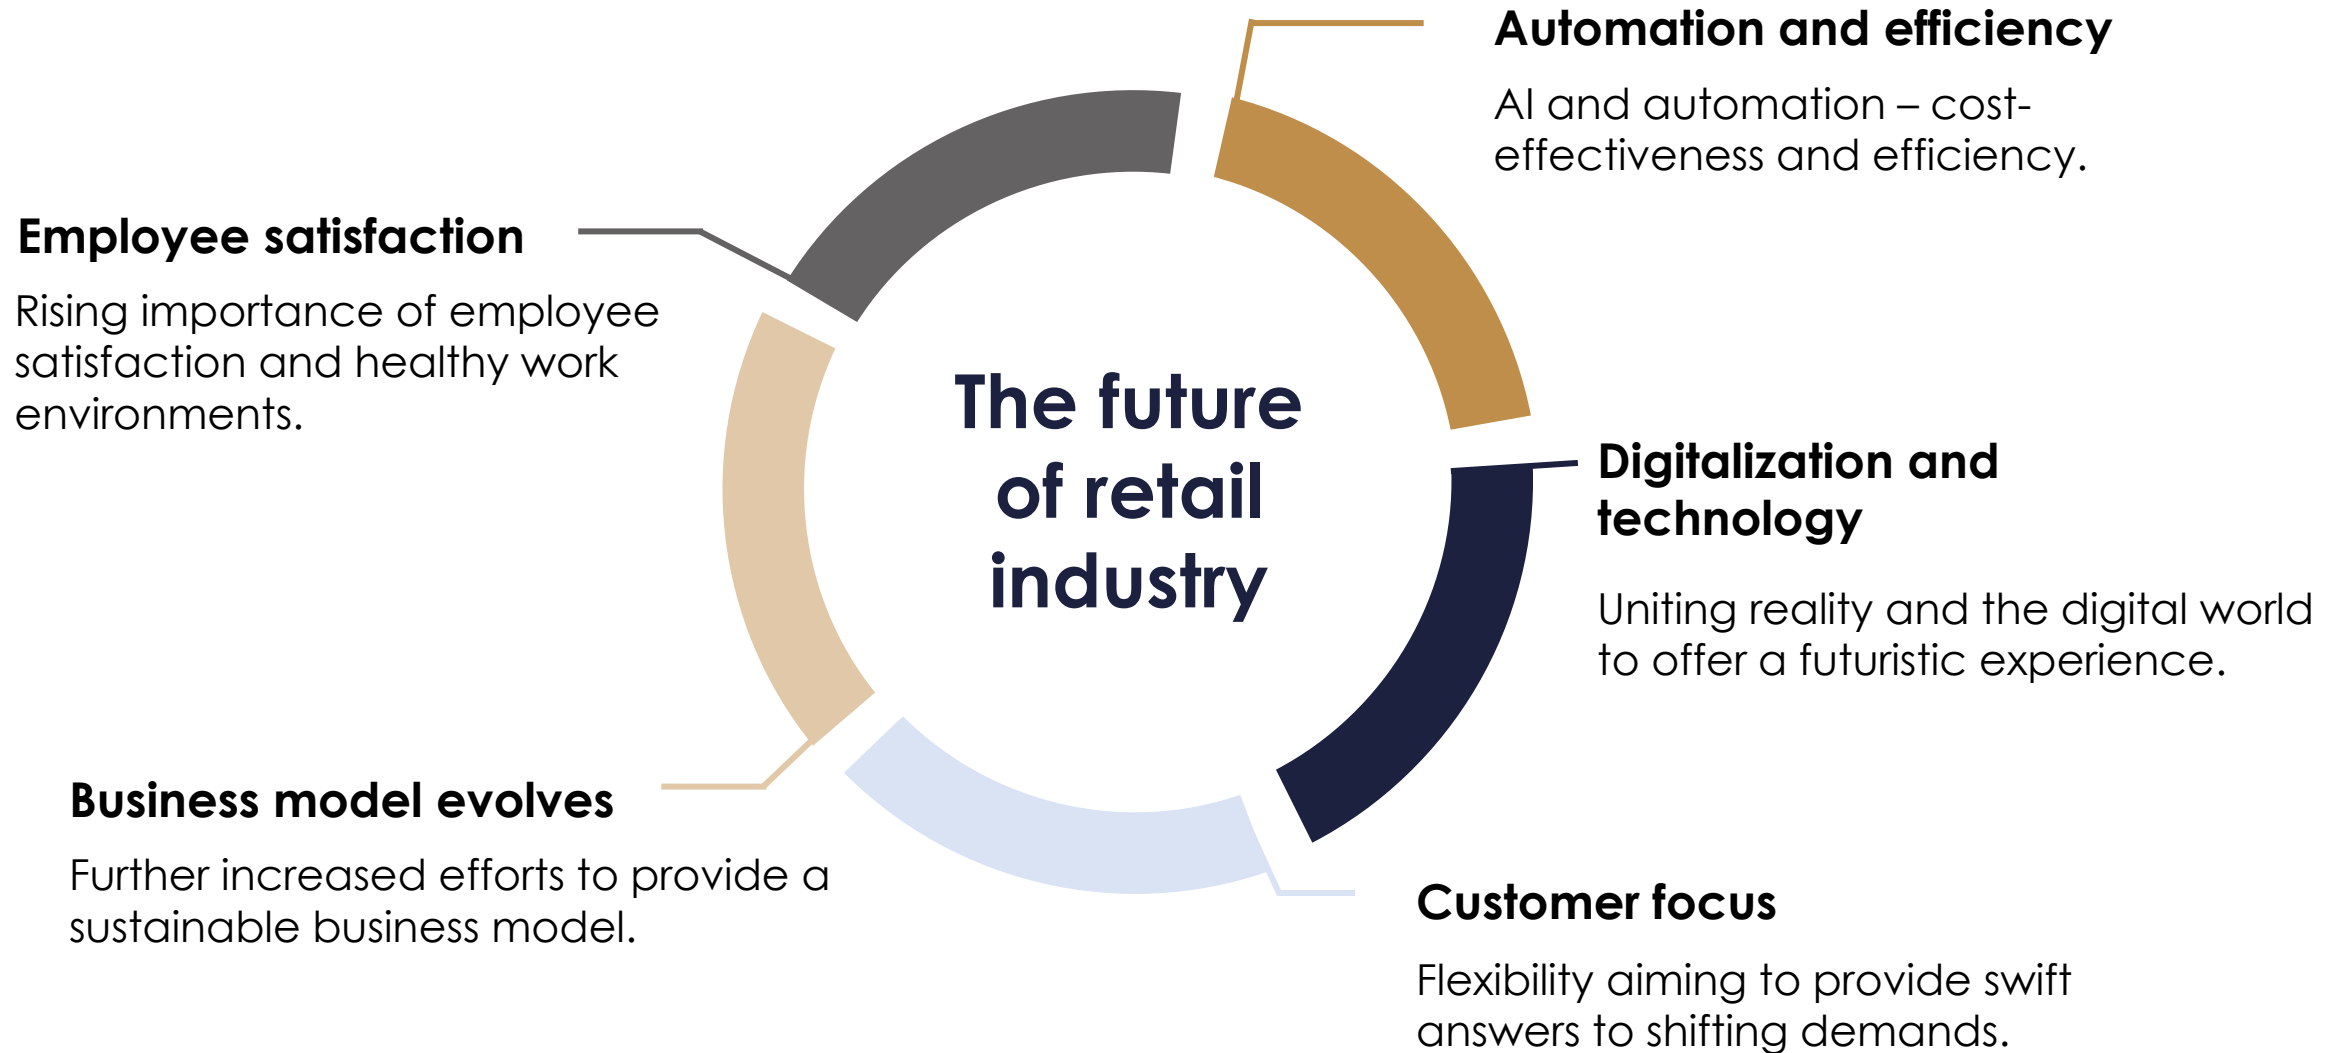 Automation and efficiency
AI and automation – cost-
effectiveness and efficiency.
Employee satisfaction
Rising importance of employee
satisfaction and healthy work
environments.
The future
of retail
industry
Digitalization and
technology
Uniting reality and the digital world
to offer a futuristic experience.
Business model evolves
Further increased efforts to provide a
sustainable business model.
Customer focus
Flexibility aiming to provide swift
answers to shifting demands.